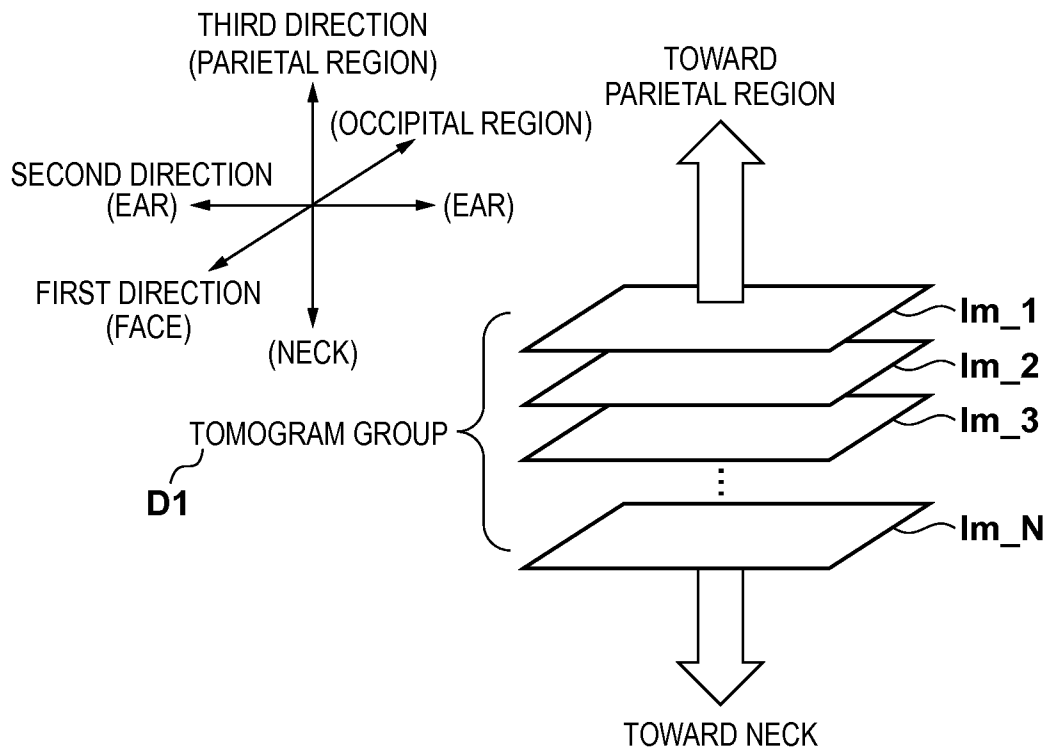 THIRD DIRECTION
(PARIETAL REGION)
(OCCIPITAL REGION)
SECOND DIRECTION
(EAR)
(EAR)
FIRST DIRECTION
(FACE)
(NECK)
TOWARD
PARIETAL REGION
Im_1
Im_2
Im_3
TOMOGRAM GROUP
D1
Im_N
TOWARD NECK